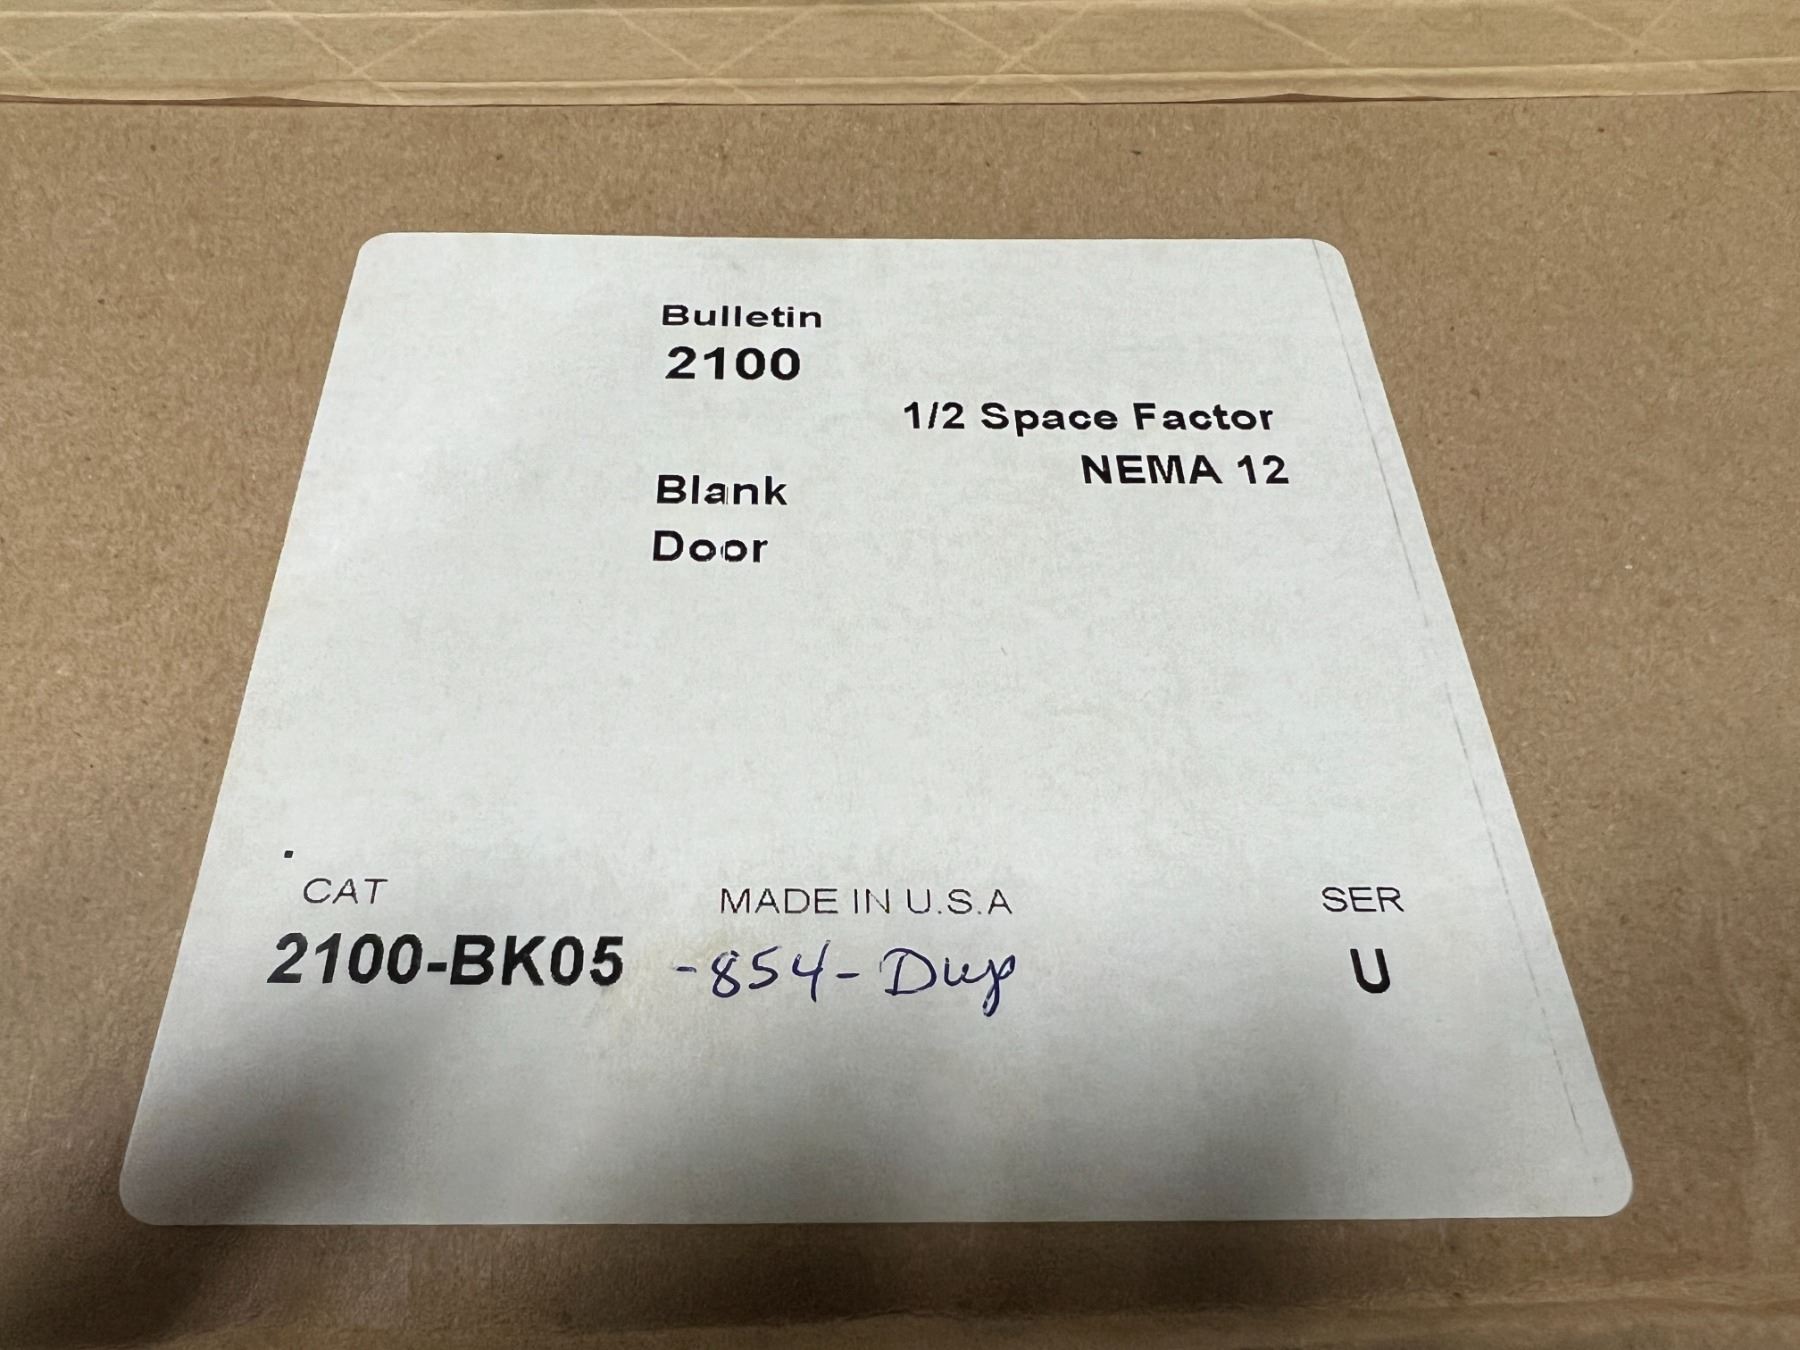 Bulletin
2100
1/2 Space Factor
NEMA 12
Blank
Door
CAT
MADE IN U.S.A
SER
2100-BK05 -854-Dup
U